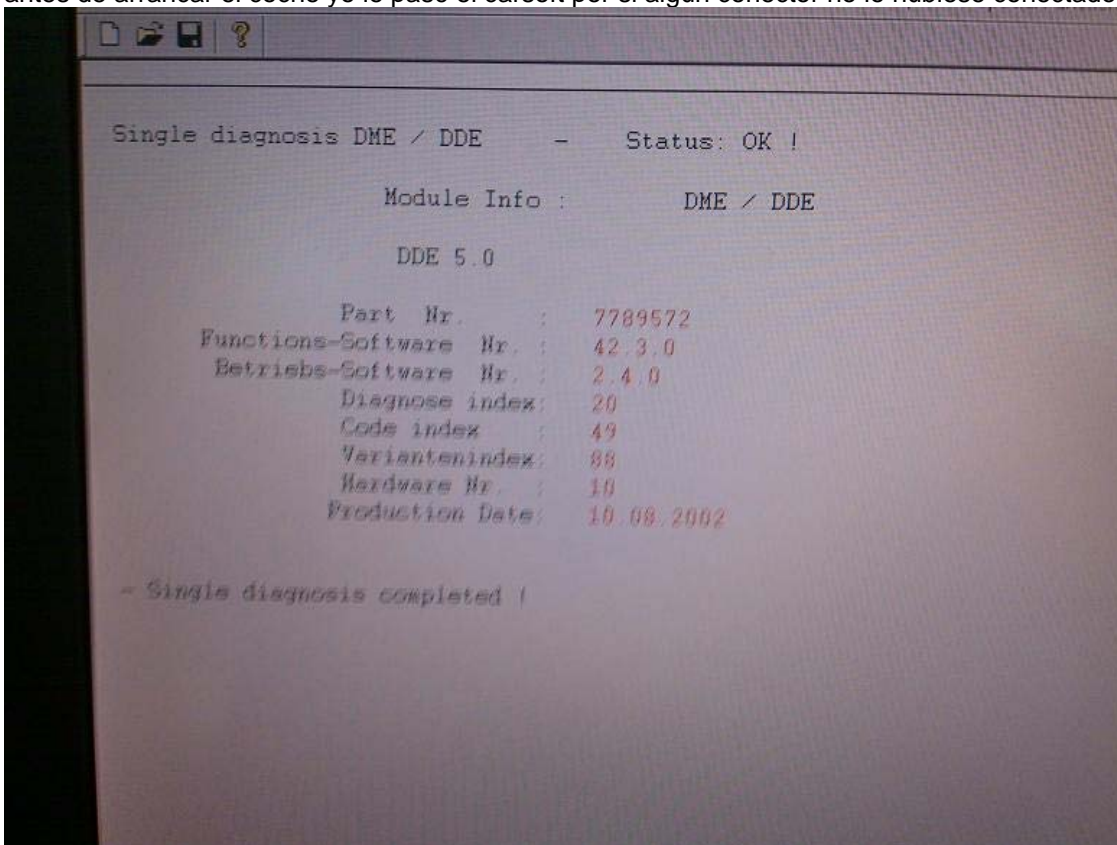 antes de arrancar el coche yo le paso el carsoft por si algún conector no lo hubiese conectado
Single diagnosis DME / DDE - Status: OK !
Module Info : DME / DDE
DDE 5.0
Part Nr. : 7789572
Functions-Software Nr. : 42.3.0
Betriebs-Software Nr. : 2.4.0
Diagnose index: 20
Code index : 49
Variantenindex: 88
Hardware Nr. : 10
Production Date: 10.08.2002
- Single diagnosis completed !